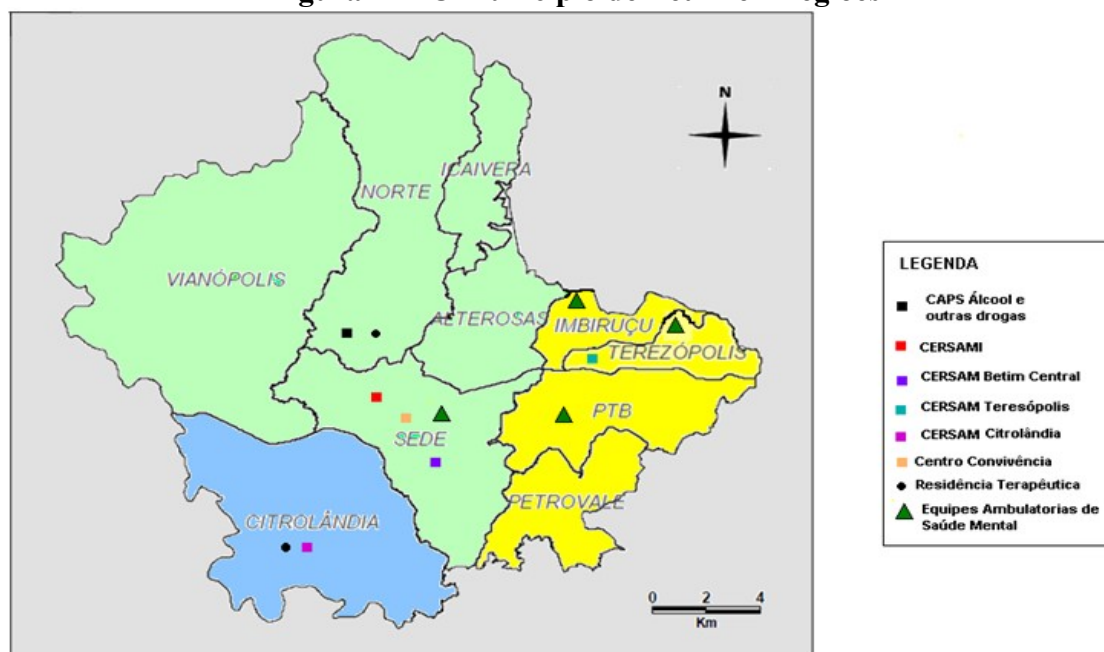 N
ICAIVERA
NORTE
VIANÓPOLIS
ALTEROSAS
IMBIRUÇU
TEREZÓPOLIS
PTB
SEDE
PETROVALE
CITROLÂNDIA
0 2 4
Km
LEGENDA
CAPS Álcool e
outras drogas
CERSAMI
CERSAM Betim Central
CERSAM Teresópolis
CERSAM Citrolândia
Centro Convivência
Residência Terapêutica
Equipes Ambulatorias de
Saúde Mental